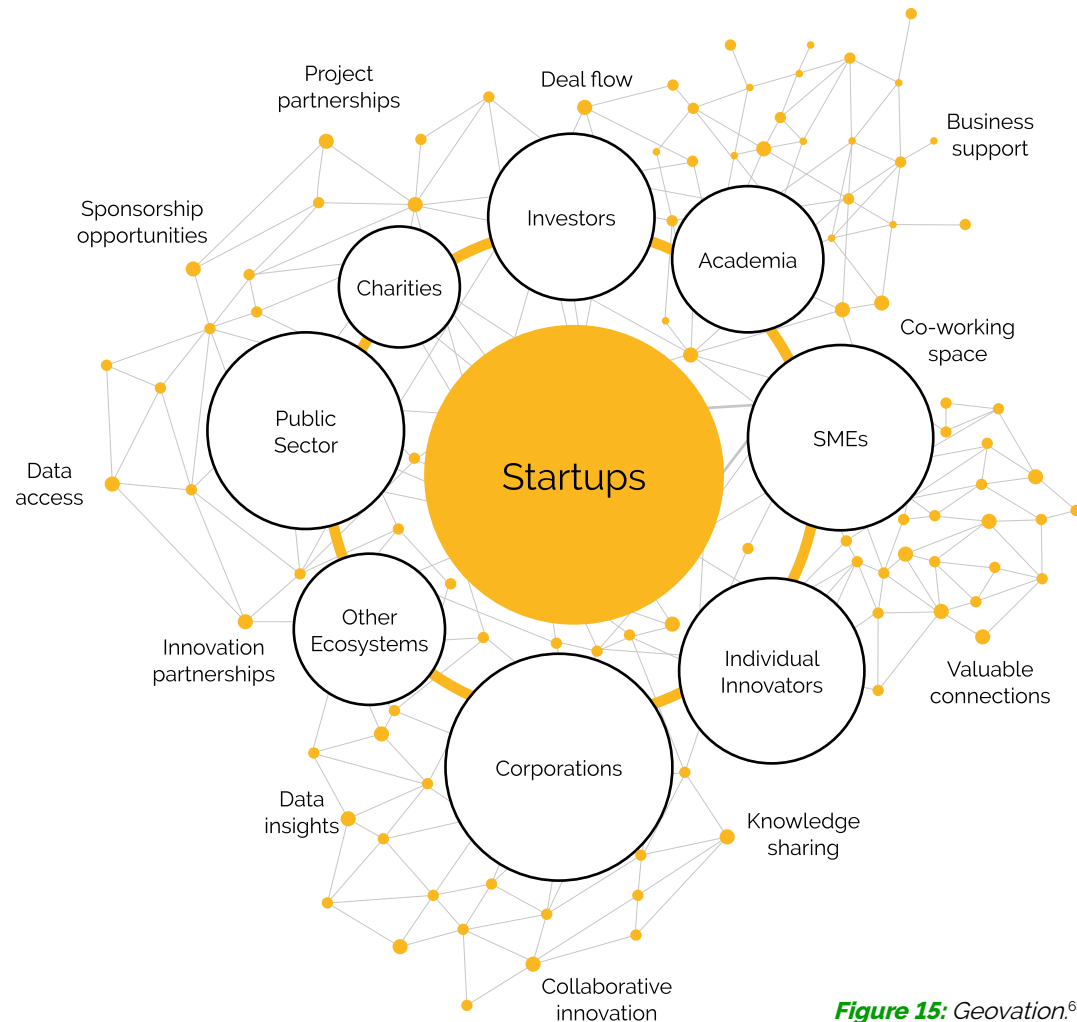 Project
partnerships
Deal flow
Business
support
Sponsorship
opportunities
Investors
Academia
Charities
Co-working
space
Public
Sector
SMEs
Data
access
Startups
Other
Ecosystems
Innovation
partnerships
Individual
Innovators
Valuable
connections
Corporations
Data
insights
Knowledge
sharing
Collaborative
innovation
Figure 15: Geovation.⁶